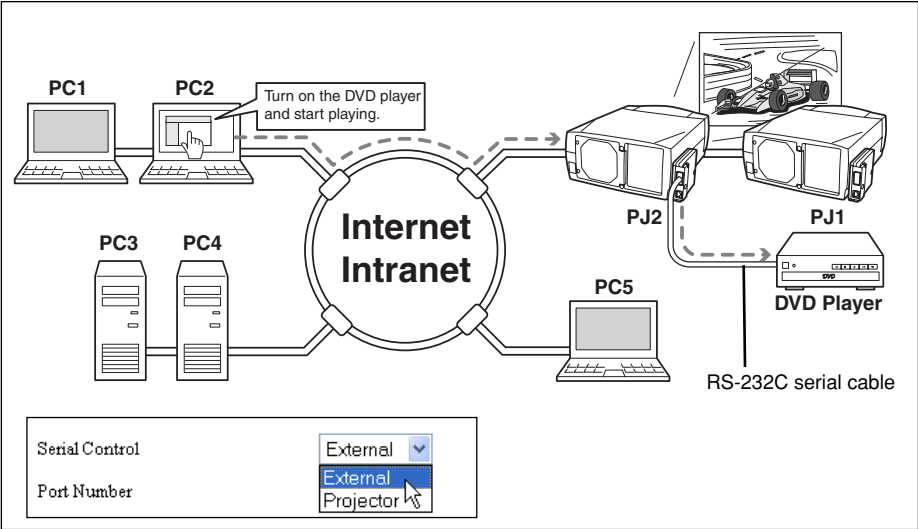 PC1
PC2
Turn on the DVD player
and start playing.
PJ2
PJ1
Internet
Intranet
PC3
PC4
PC5
DVD
DVD Player
RS-232C serial cable
Serial Control
External
External
Projector
Port Number